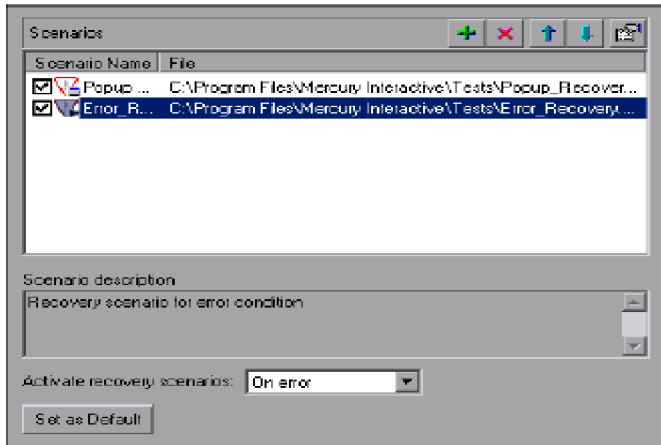 Scenarios
Scenario Name File
Popup ... C:\Program Files\Mercury Interactive\Tests\Popup_Recover...
Error_R... C:\Program Files\Mercury Interactive\Tests\Error_Recovery....
Scenario description
Recovery scenario for error condition
Activate recovery scenarios: On error
Set as Default